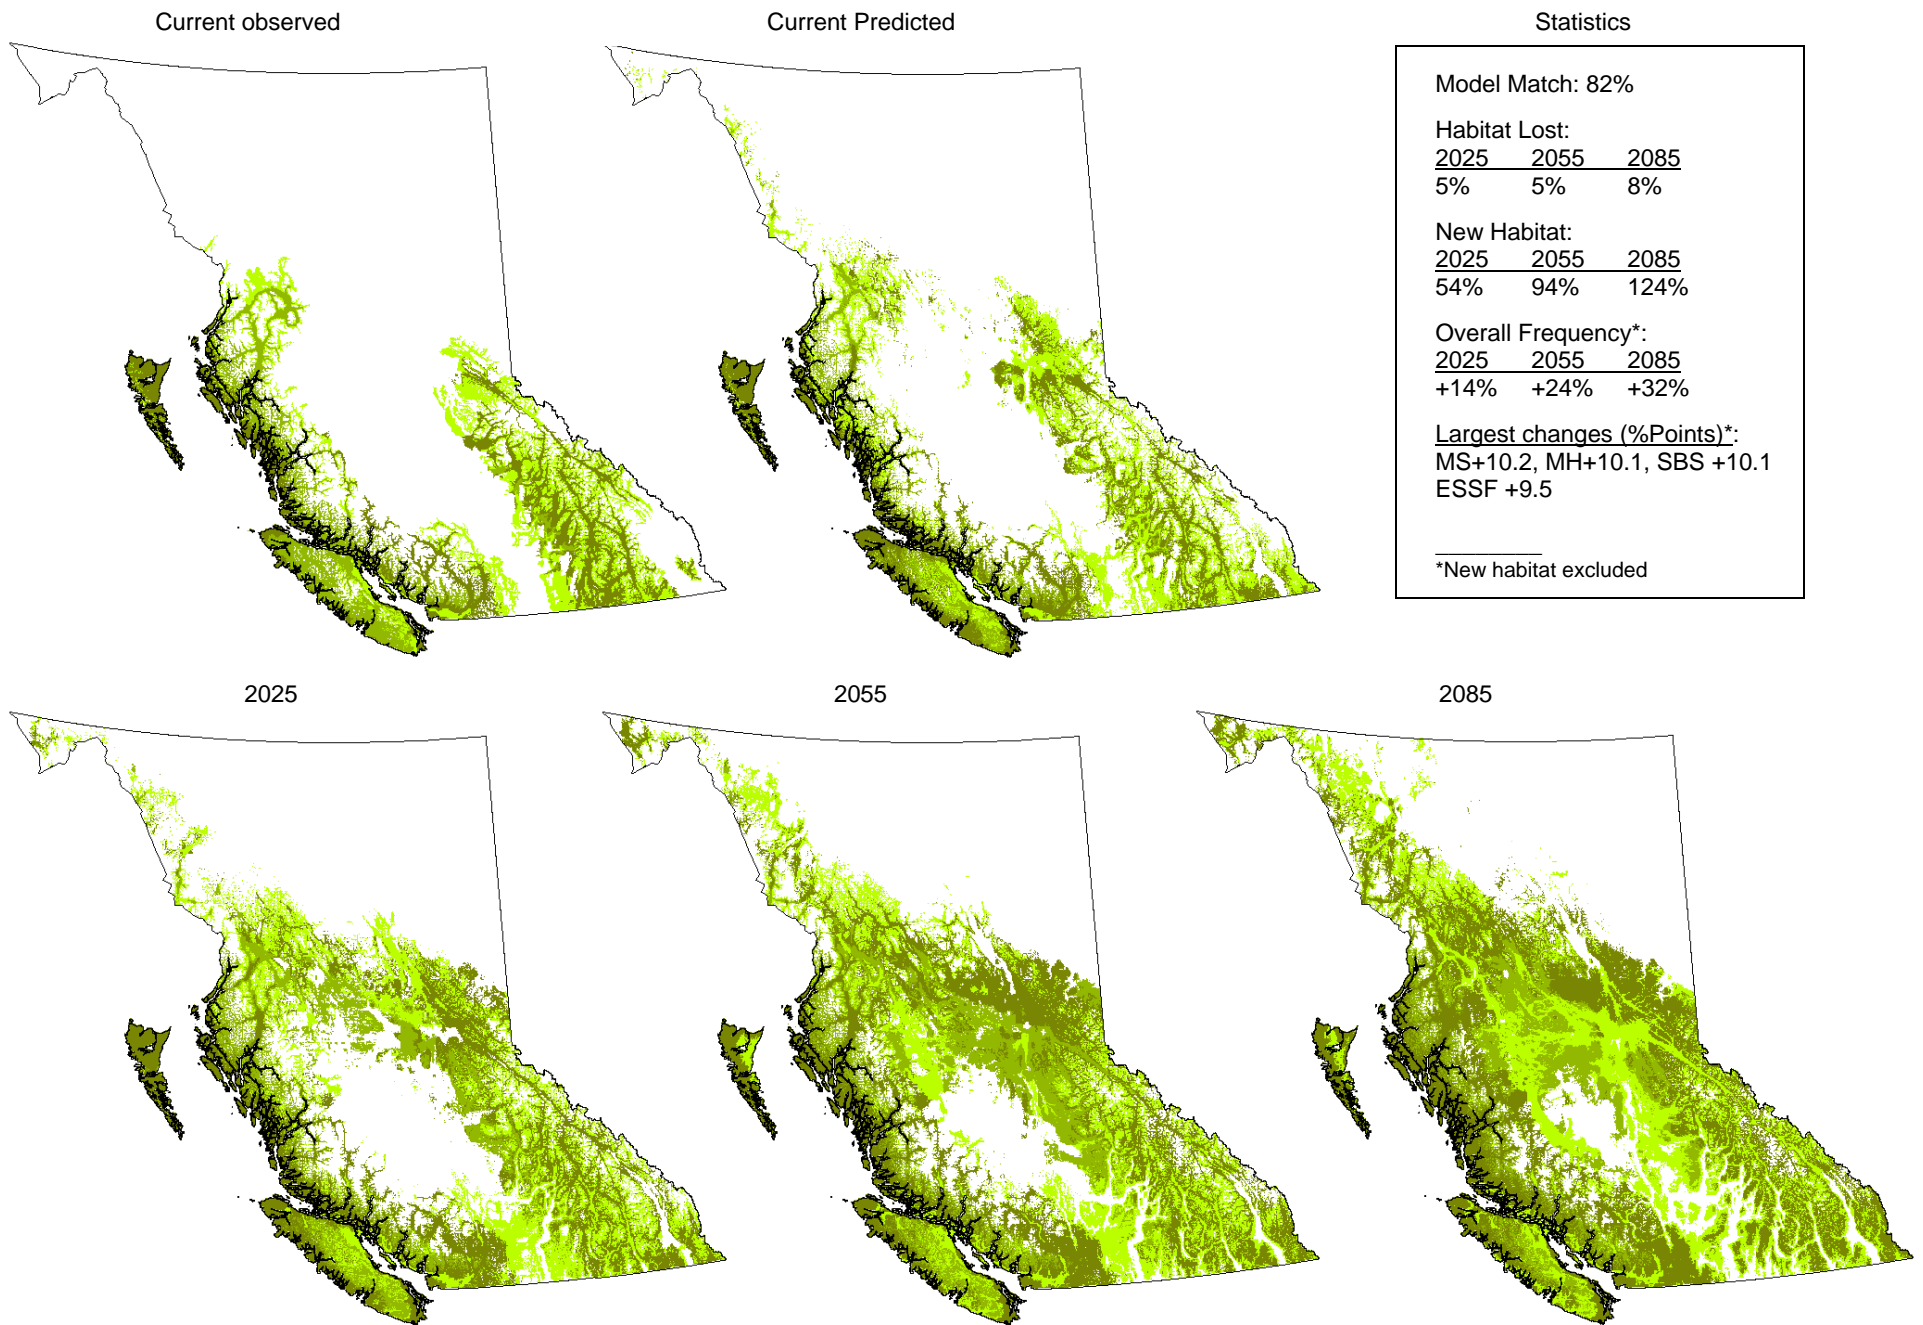 Current observed
Current Predicted
Statistics
Model Match: 82%
Habitat Lost:
2025 2055 2085
5% 5% 8%
New Habitat:
2025 2055 2085
54% 94% 124%
Overall Frequency*:
2025 2055 2085
+14% +24% +32%
Largest changes (%Points)*:
MS+10.2, MH+10.1, SBS +10.1
ESSF +9.5
*New habitat excluded
2025
2055
2085